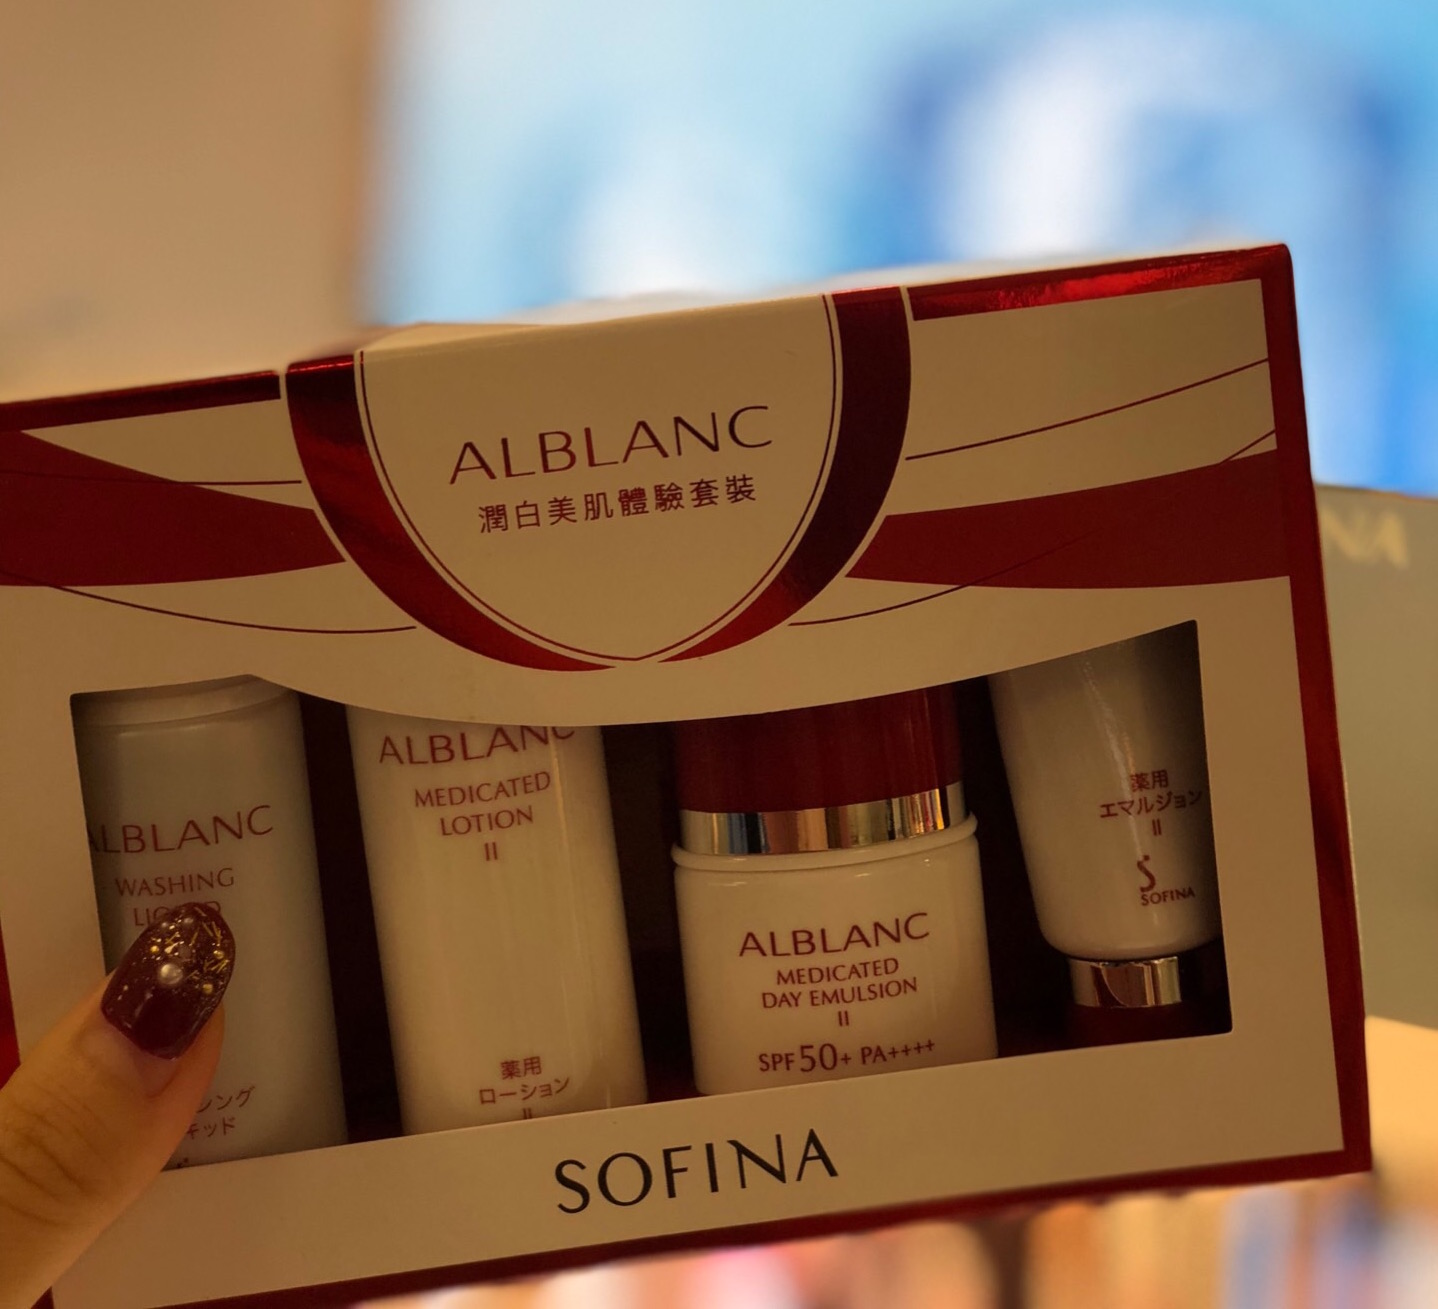 ALBLANC
潤白美肌體驗套裝
ALBLANC
WASHING
ALBLANC
MEDICATED
LOTION
II
薬用
ローション
II
ALBLANC
MEDICATED
DAY EMULSION
II
SPF50+ PA++++
薬用
エマルジョン
II
SOFINA
SOFINA